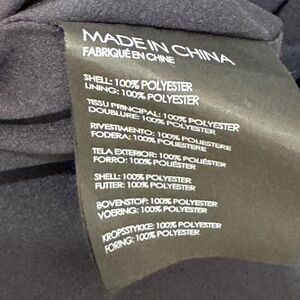 MADE IN CHINA
FABRIQUÉ EN CHINE
SHELL: 100% POLYESTER
LINING: 100% POLYESTER
TISSU PRINCIPAL: 100% POLYESTER
DOUBLURE: 100% POLYESTER
RIVESTIMENTO: 100% POLIESTERE
FODERA: 100% POLIESTERE
TELA EXTERIOR: 100% POLIÉSTER
FORRO: 100% POLIÉSTER
SHELL: 100% POLYESTER
FUTTER: 100% POLYESTER
BOVENSTOF: 100% POLYESTER
VOERING: 100% POLYESTER
KROPSSTYKKE: 100% POLYESTER
FORING: 100% POLYESTER